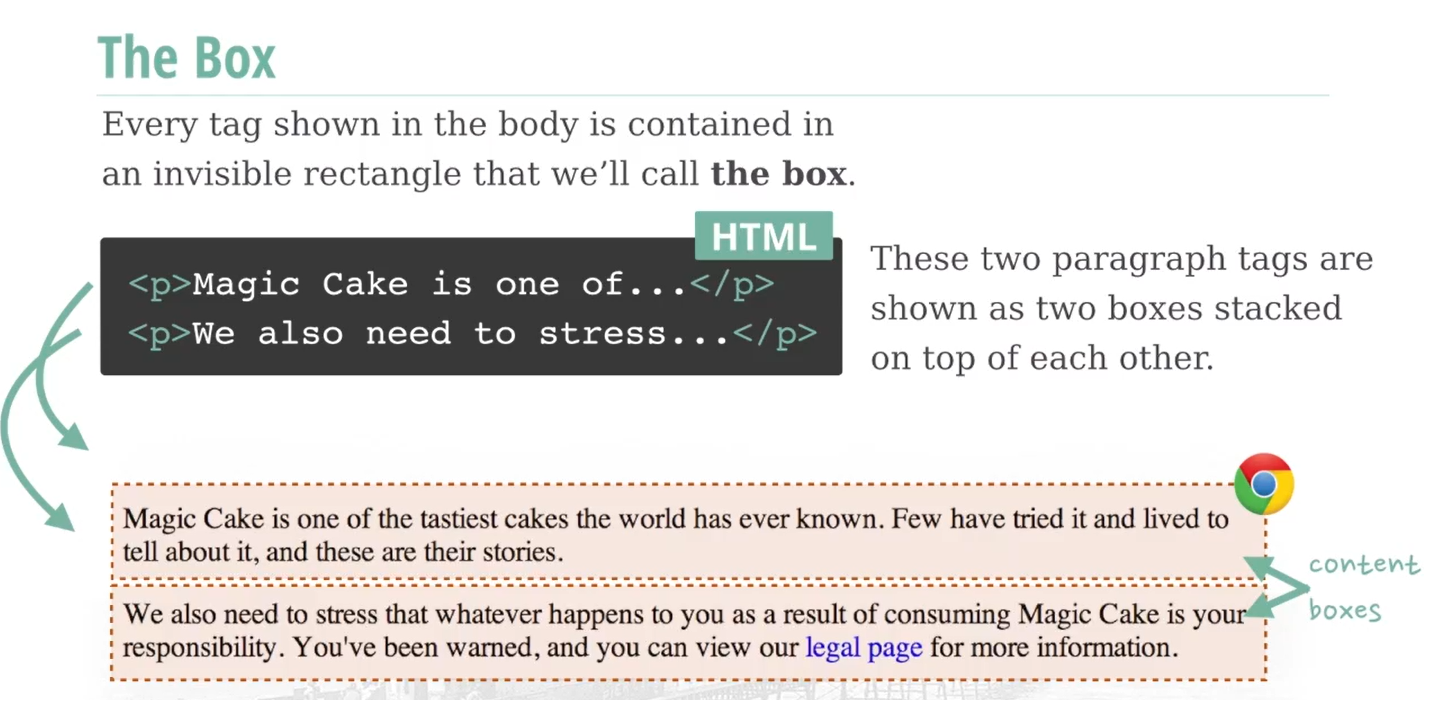 The Box
Every tag shown in the body is contained in
an invisible rectangle that we’ll call the box.
HTML
<p>Magic Cake is one of...</p>
<p>We also need to stress...</p>
These two paragraph tags are
shown as two boxes stacked
on top of each other.
Magic Cake is one of the tastiest cakes the world has ever known. Few have tried it and lived to
tell about it, and these are their stories.
We also need to stress that whatever happens to you as a result of consuming Magic Cake is your
responsibility. You've been warned, and you can view our legal page for more information.
content
boxes